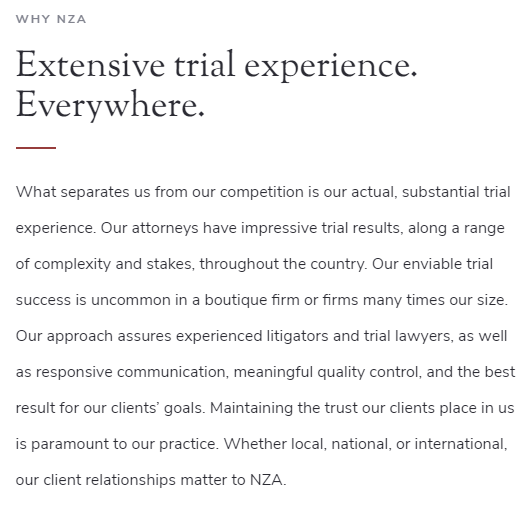 WHY NZA
Extensive trial experience.
Everywhere.
What separates us from our competition is our actual, substantial trial
experience. Our attorneys have impressive trial results, along a range
of complexity and stakes, throughout the country. Our enviable trial
success is uncommon in a boutique firm or firms many times our size.
Our approach assures experienced litigators and trial lawyers, as well
as responsive communication, meaningful quality control, and the best
result for our clients’ goals. Maintaining the trust our clients place in us
is paramount to our practice. Whether local, national, or international,
our client relationships matter to NZA.